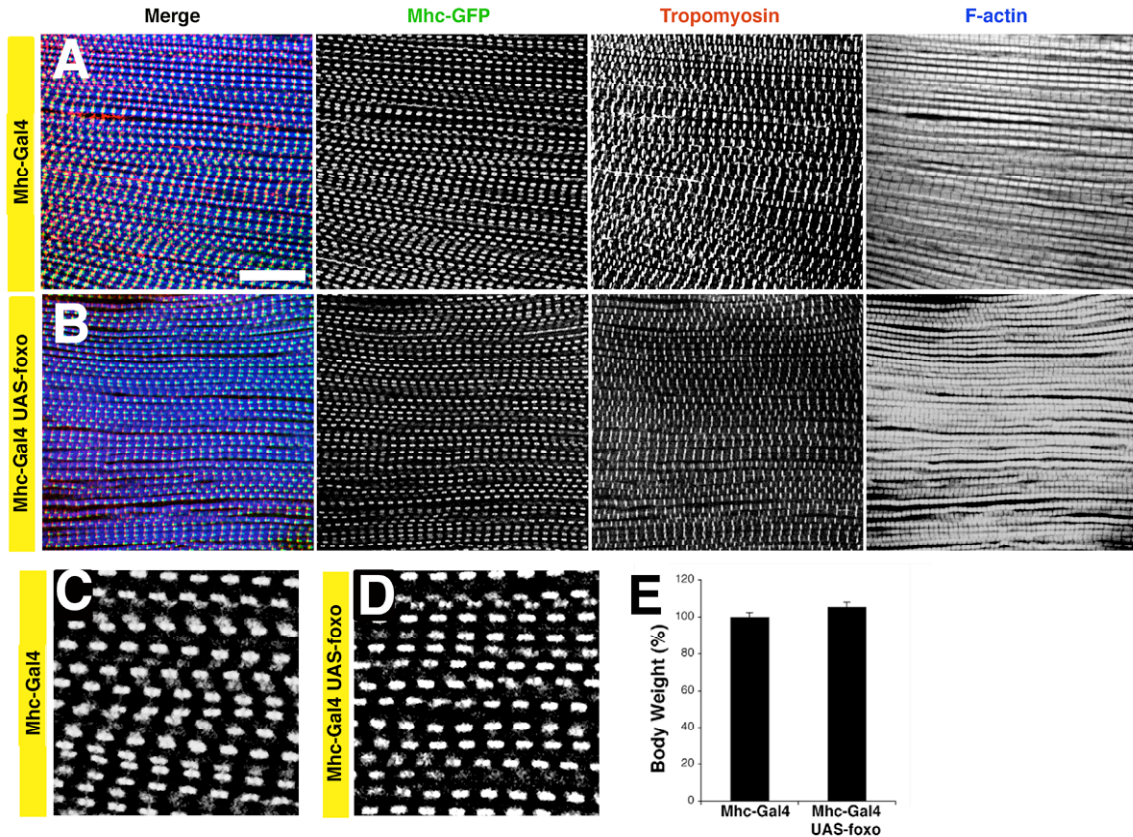 Merge Mhc-GFP Tropomyosin F-actin
Mhc-Gal4
A
Mhc-Gal4 UAS-foxo
B
Mhc-Gal4
C
Mhc-Gal4 UAS-foxo
D
E
Body Weight (%)
120
100
80
60
40
20
0
Mhc-Gal4
Mhc-Gal4
UAS-foxo